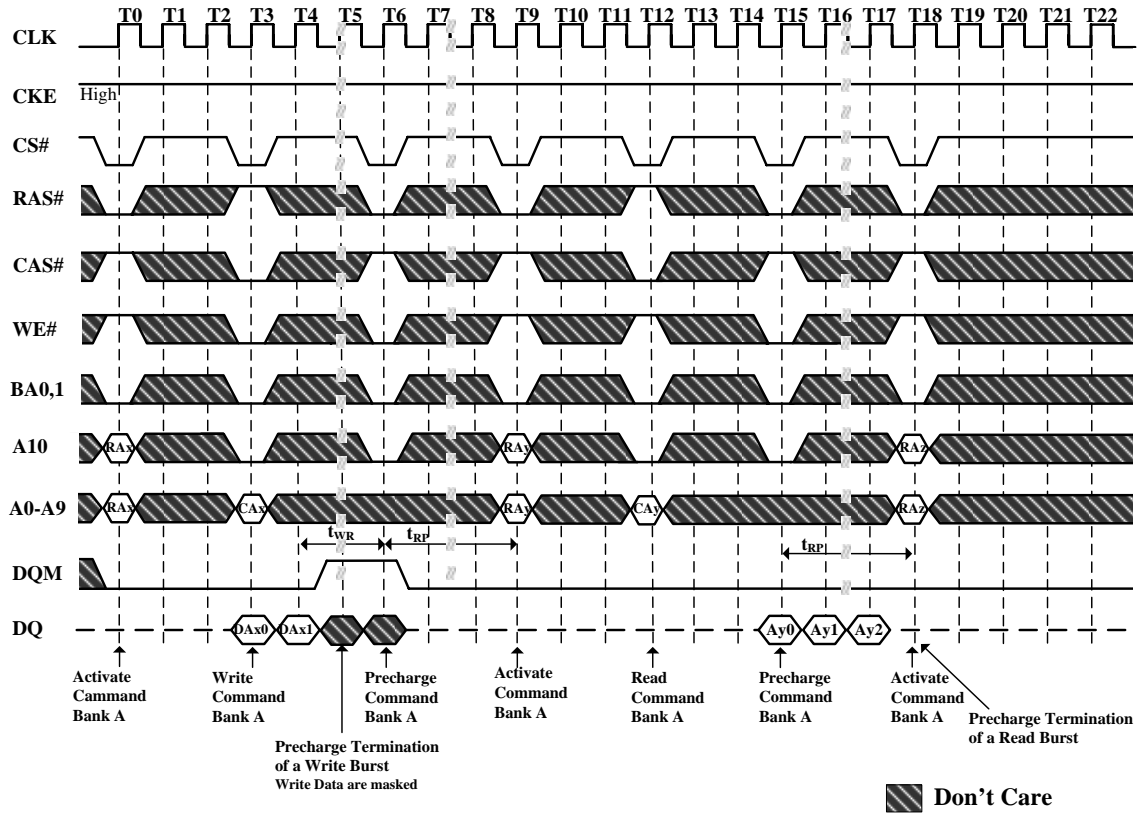 T0 T1 T2 T3 T4 T5 T6 T7 T8 T9 T10 T11 T12 T13 T14 T15 T16 T17 T18 T19 T20 T21 T22
CLK
CKE High
CS#
RAS#
CAS#
WE#
BA0,1
A10 RAx RAy RAz
A0-A9 RAx CAx RAy CAy RAz
tWR tRP tRP
DQM
DQ DAx0 DAx1 Ay0 Ay1 Ay2
Activate
Cammand
Bank A
Write
Command
Bank A
Precharge
Command
Bank A
Activate
Command
Bank A
Read
Command
Bank A
Precharge
Command
Bank A
Activate
Command
Bank A
Precharge Termination
of a Read Burst
Precharge Termination
of a Write Burst
Write Data are masked
Don't Care